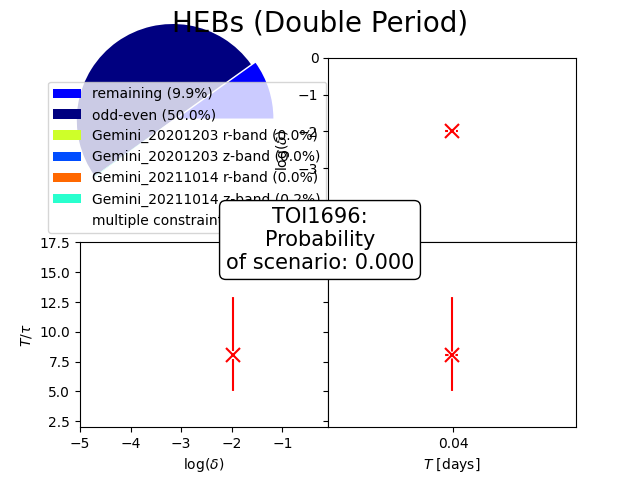 HEBs (Double Period)
remaining (9.9%)
odd-even (50.0%)
Gemini_20201203 r-band (0.0%)
Gemini_20201203 z-band (0.0%)
Gemini_20211014 r-band (0.0%)
Gemini_20211014 z-band (0.2%)
multiple constraint
0
−1
−2
−3
log(δ)
TOI1696:
Probability
of scenario: 0.000
17.5
15.0
12.5
10.0
7.5
5.0
2.5
T/τ
−5 −4 −3 −2 −1
log(δ)
0.04
T [days]